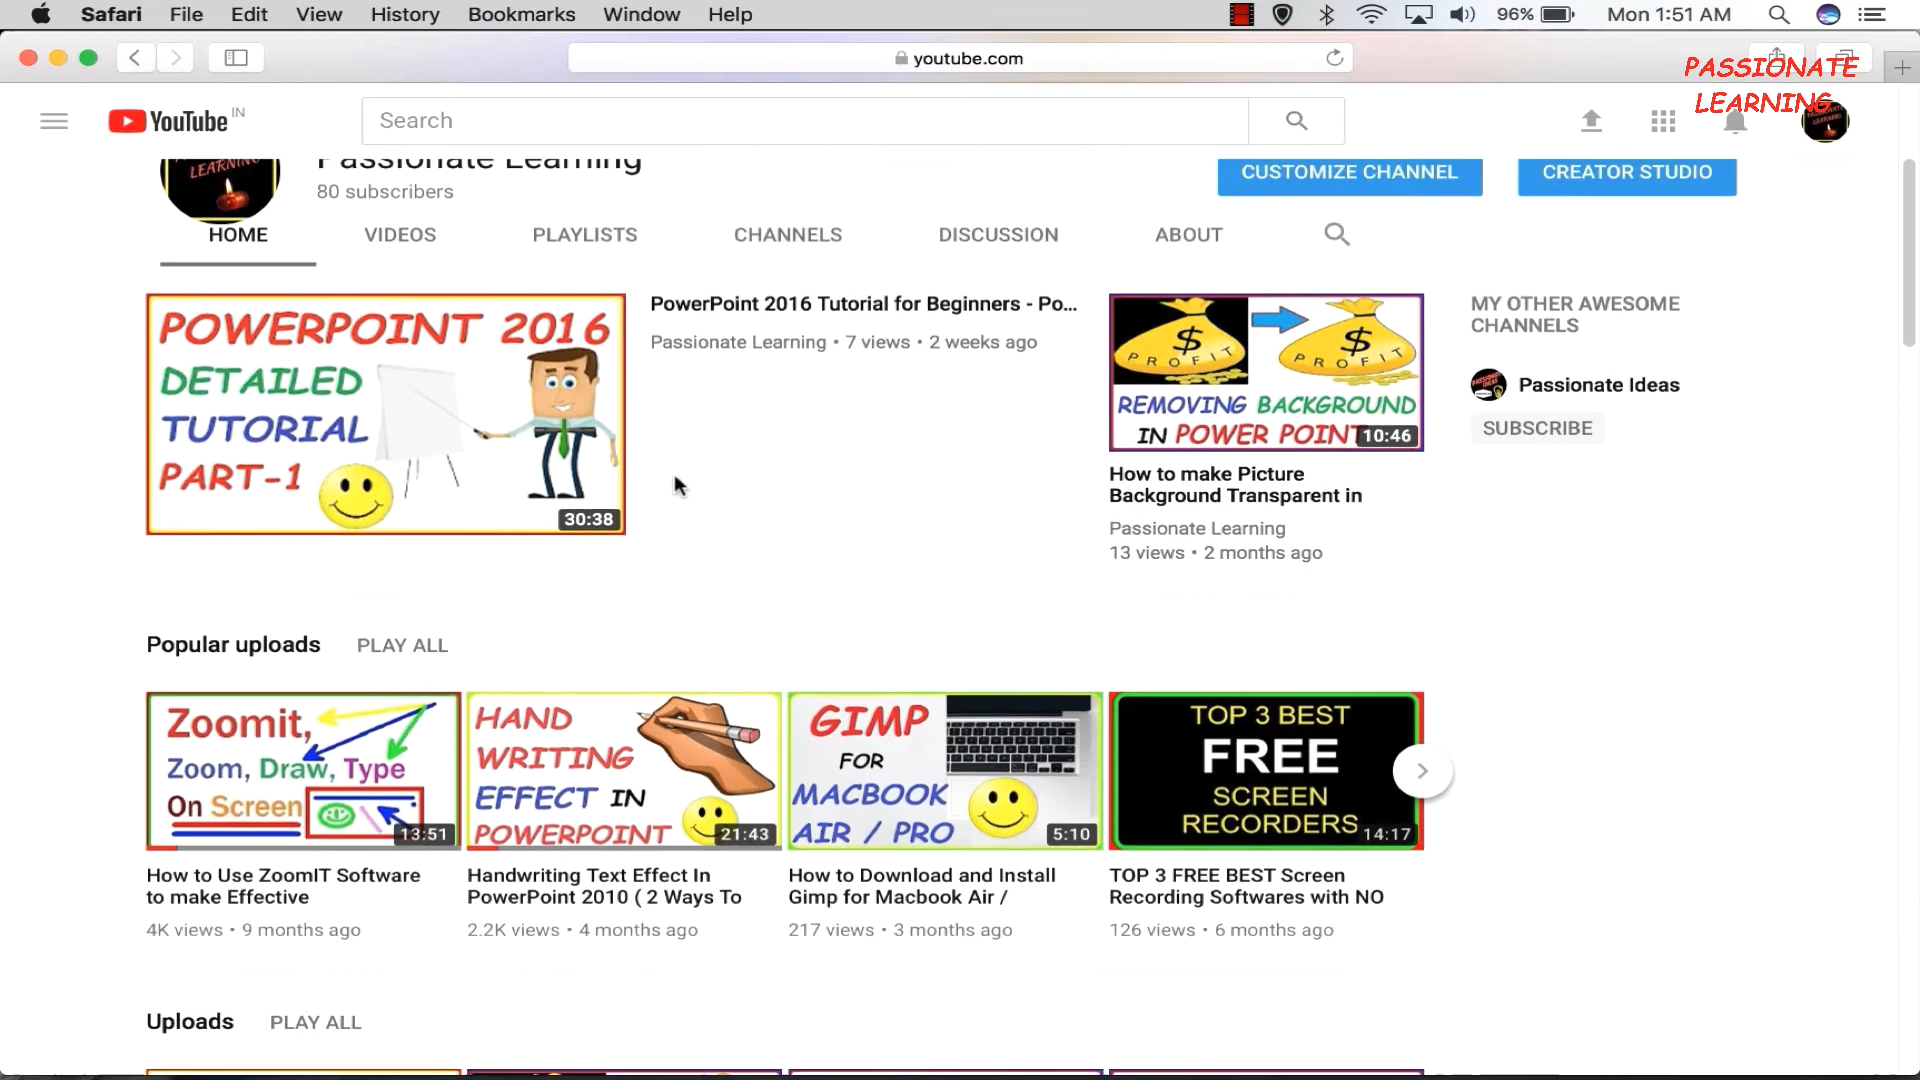 Safari File Edit View History Bookmarks Window Help 96% Mon 1:51 AM
youtube.com
PASSIONATE
LEARNING
YouTube IN Search
LEARNING
Passionate Learning
80 subscribers
CUSTOMIZE CHANNEL CREATOR STUDIO
HOME VIDEOS PLAYLISTS CHANNELS DISCUSSION ABOUT
POWERPOINT 2016
DETAILED
TUTORIAL
PART-1
30:38
PowerPoint 2016 Tutorial for Beginners - Po...
Passionate Learning • 7 views • 2 weeks ago
$ PROFIT $ PROFIT
REMOVING BACKGROUND
IN POWER POINT
10:46
How to make Picture
Background Transparent in
Passionate Learning
13 views • 2 months ago
MY OTHER AWESOME
CHANNELS
Passionate Ideas
SUBSCRIBE
Popular uploads PLAY ALL
Zoomit,
Zoom, Draw, Type
On Screen
13:51
How to Use ZoomIT Software
to make Effective
4K views • 9 months ago
HAND
WRITING
EFFECT IN
POWERPOINT
21:43
Handwriting Text Effect In
PowerPoint 2010 ( 2 Ways To
2.2K views • 4 months ago
GIMP
FOR
MACBOOK
AIR / PRO
5:10
How to Download and Install
Gimp for Macbook Air /
217 views • 3 months ago
TOP 3 BEST
FREE
SCREEN
RECORDERS
14:17
TOP 3 FREE BEST Screen
Recording Softwares with NO
126 views • 6 months ago
Uploads PLAY ALL